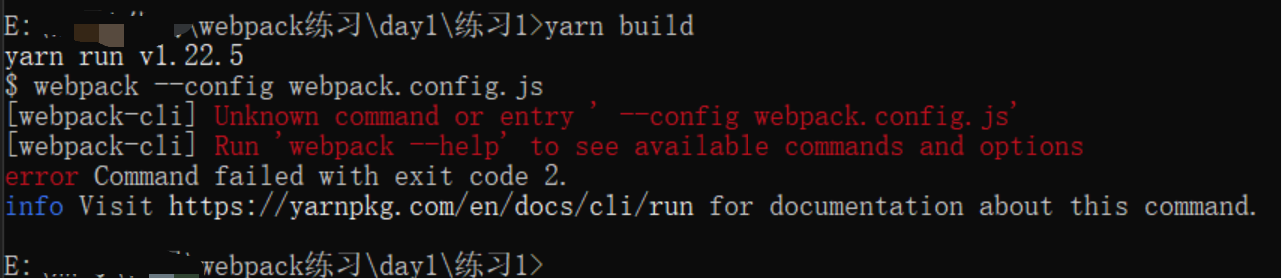 E: \webpack练习\day1\练习1>yarn build
yarn run v1.22.5
$ webpack --config webpack.config.js
[webpack-cli] Unknown command or entry ' --config webpack.config.js'
[webpack-cli] Run 'webpack --help' to see available commands and options
error Command failed with exit code 2.
info Visit https://yarnpkg.com/en/docs/cli/run for documentation about this command.
E: webpack练习\day1\练习1>